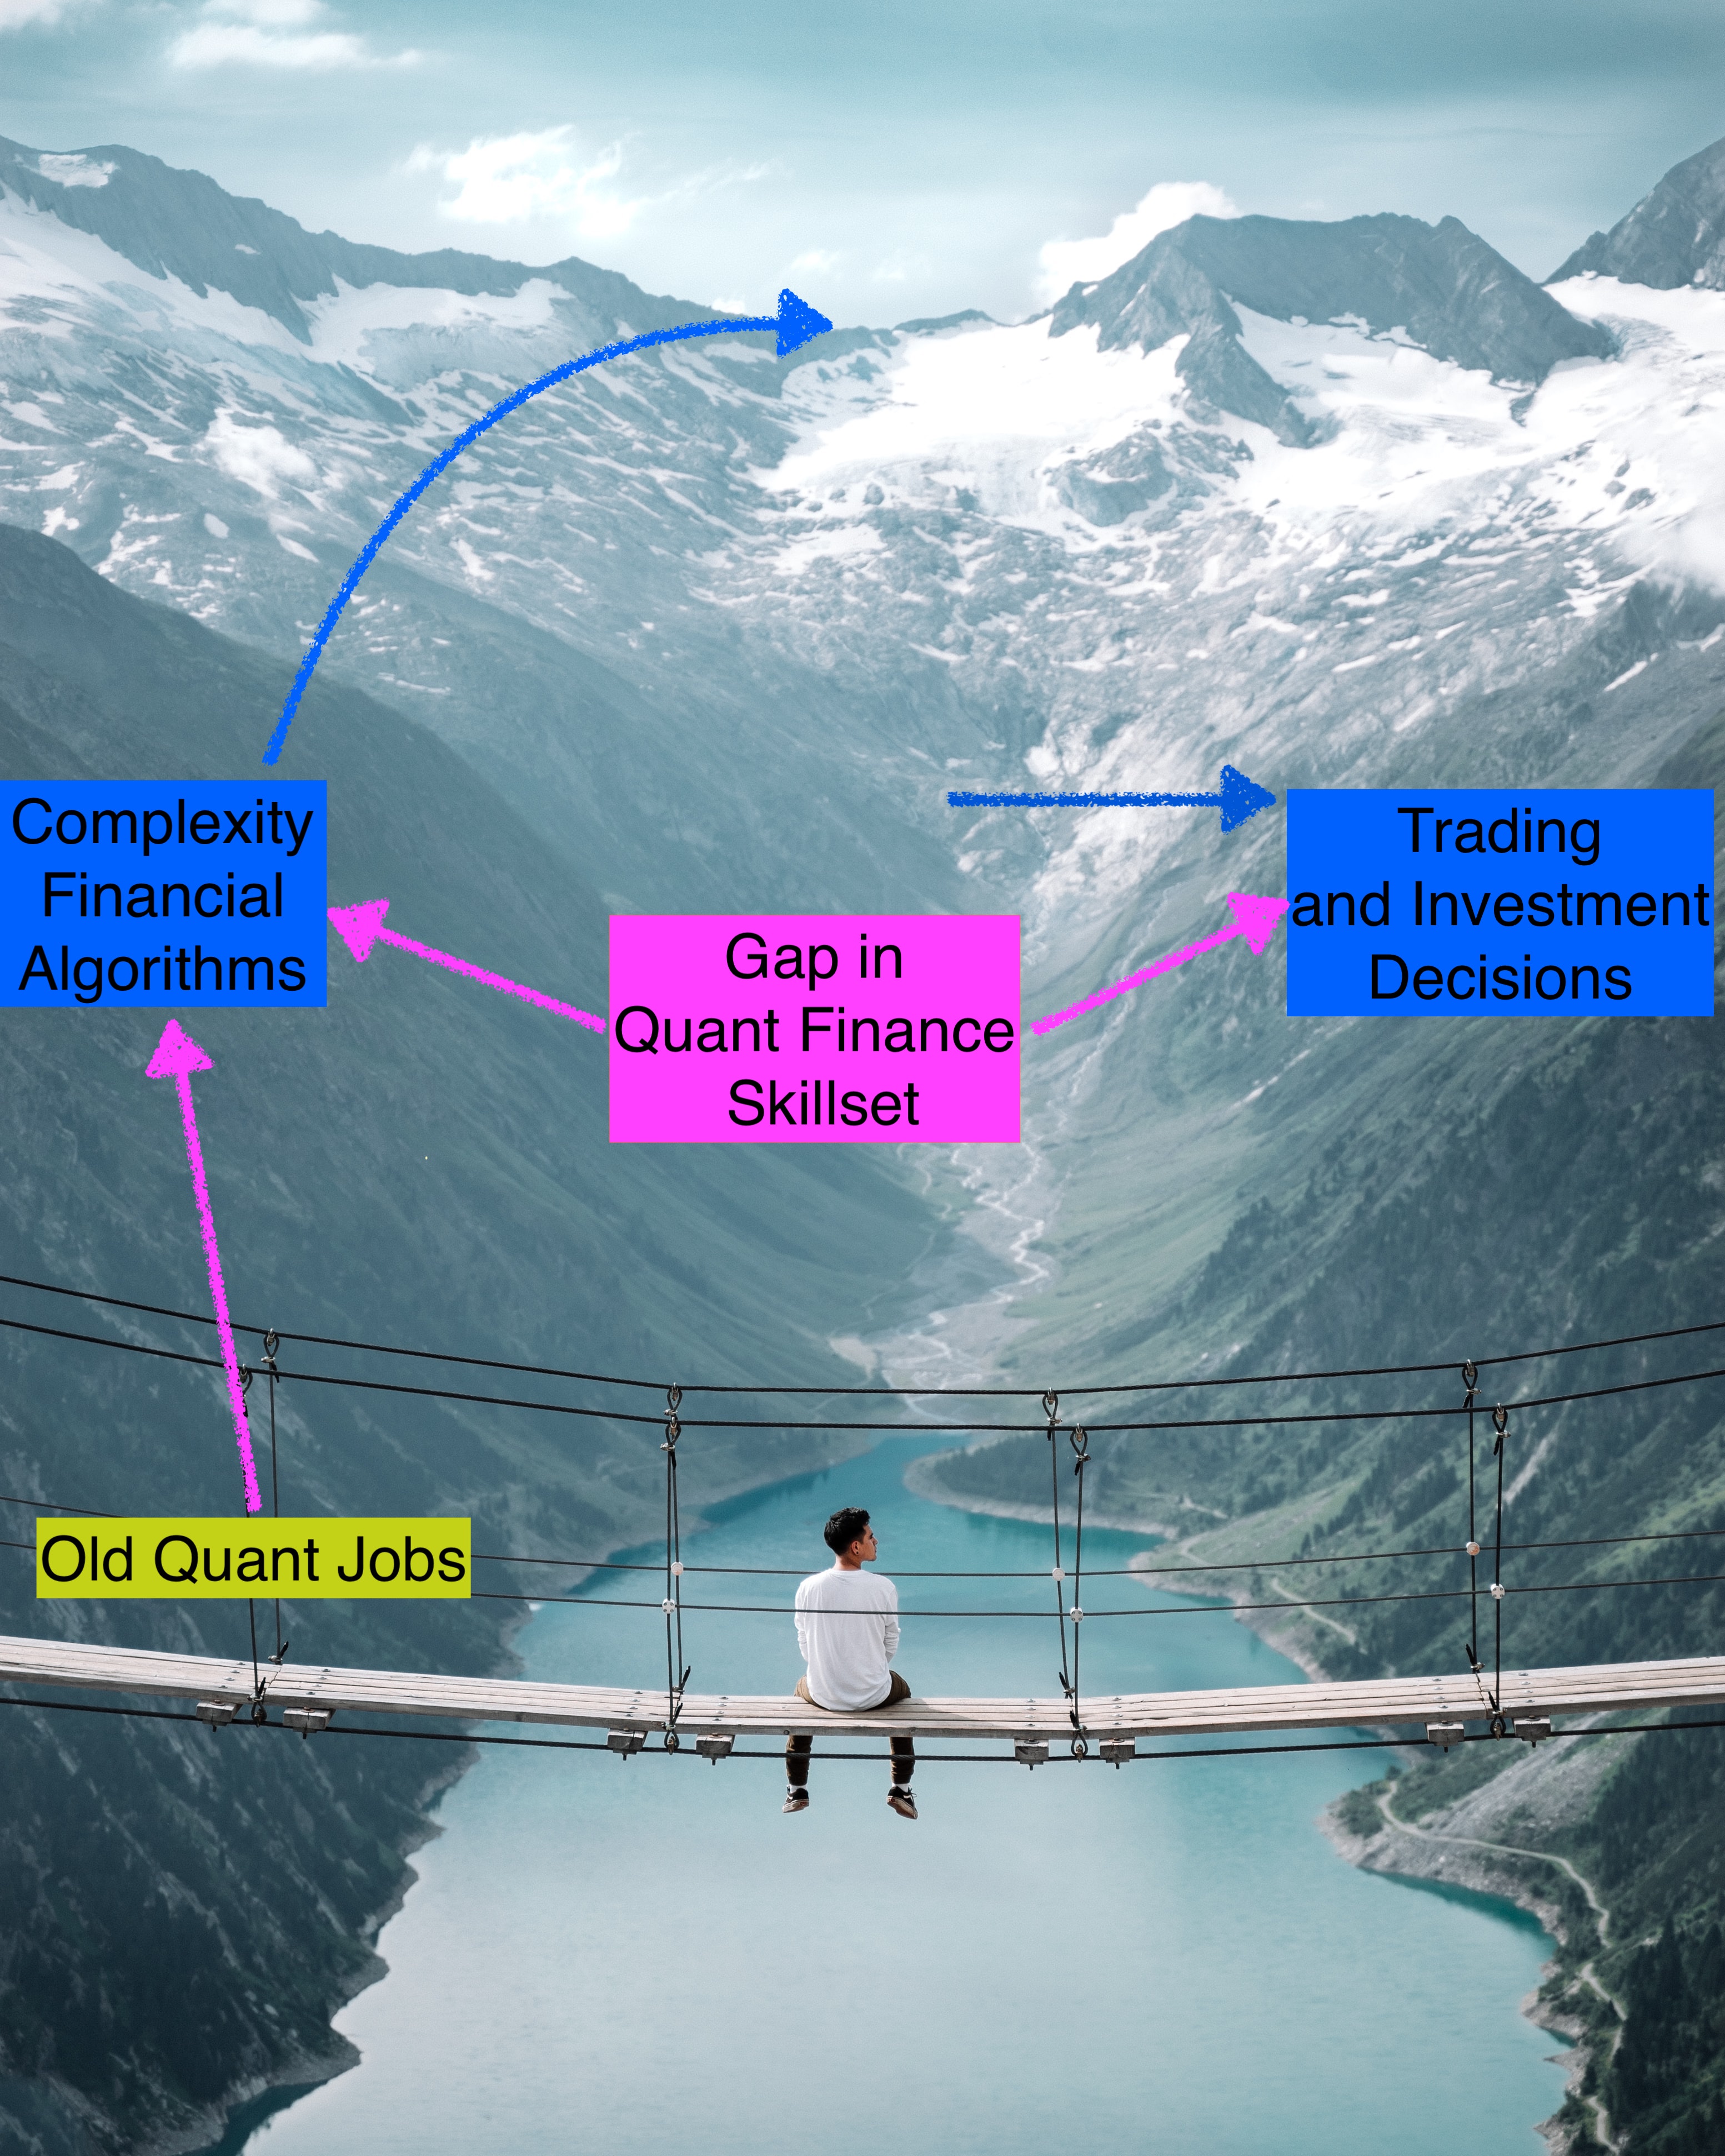 Complexity
Financial
Algorithms
Trading
and Investment
Decisions
Gap in
Quant Finance
Skillset
Old Quant Jobs